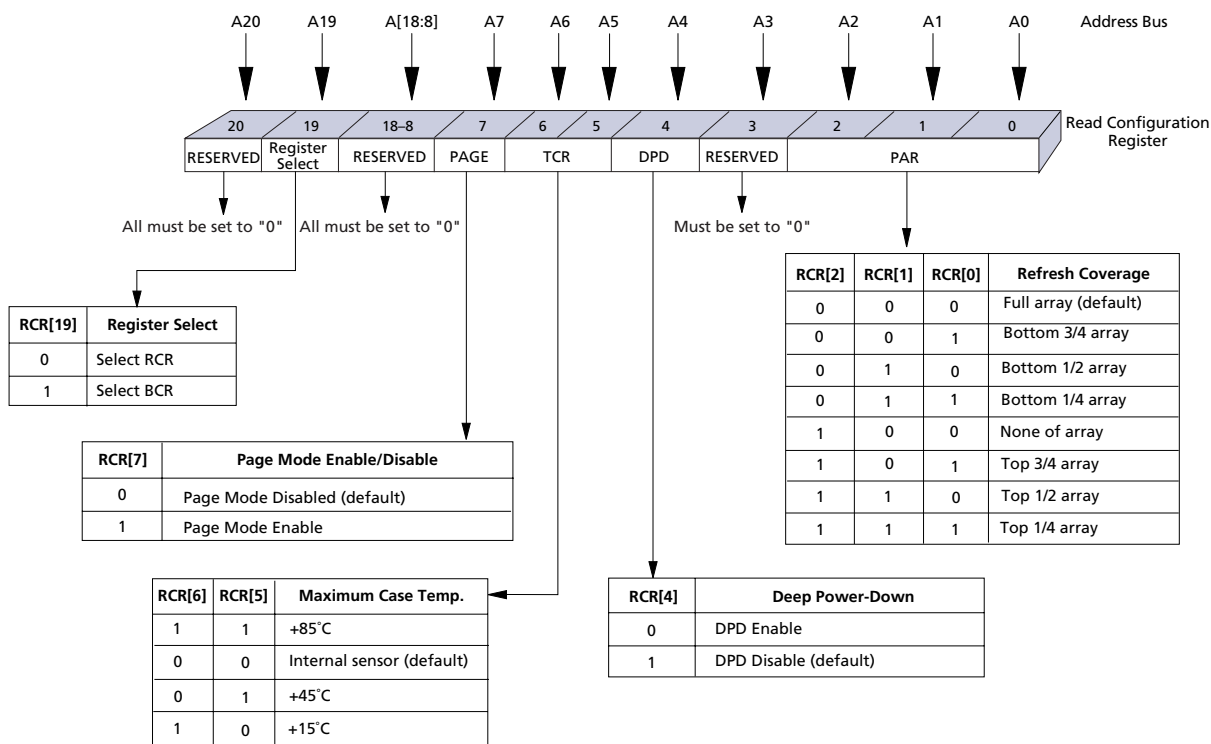 A20 A19 A[18:8] A7 A6 A5 A4 A3 A2 A1 A0 Address Bus
20 19 18–8 7 6 5 4 3 2 1 0
Read Configuration
Register
RESERVED Register Select RESERVED PAGE TCR DPD RESERVED PAR
All must be set to "0" All must be set to "0" Must be set to "0"
RCR[19] Register Select
0 Select RCR
1 Select BCR
RCR[2] RCR[1] RCR[0] Refresh Coverage
0 0 0 Full array (default)
0 0 1 Bottom 3/4 array
0 1 0 Bottom 1/2 array
0 1 1 Bottom 1/4 array
1 0 0 None of array
1 0 1 Top 3/4 array
1 1 0 Top 1/2 array
1 1 1 Top 1/4 array
RCR[7] Page Mode Enable/Disable
0 Page Mode Disabled (default)
1 Page Mode Enable
RCR[6] RCR[5] Maximum Case Temp.
1 1 +85˚C
0 0 Internal sensor (default)
0 1 +45˚C
1 0 +15˚C
RCR[4] Deep Power-Down
0 DPD Enable
1 DPD Disable (default)